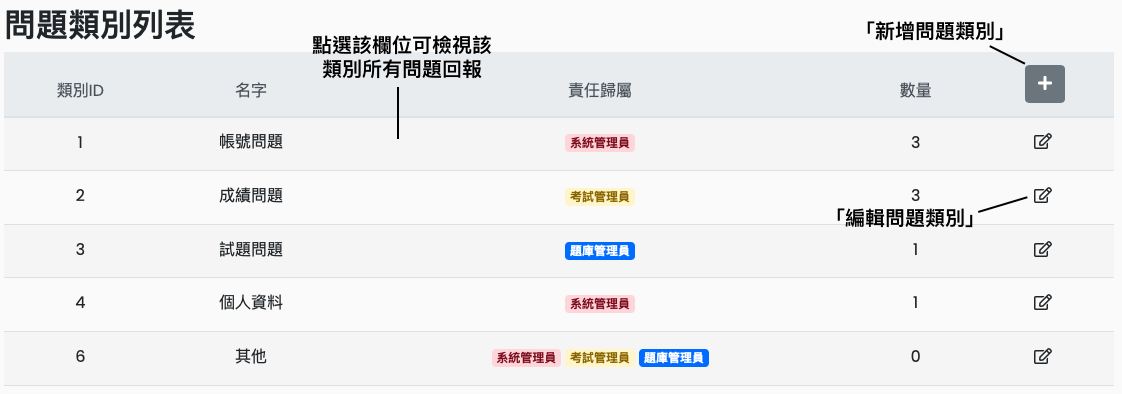 問題類別列表
「新增問題類別」
點選該欄位可檢視該
類別所有問題回報
類別ID 名字 責任歸屬 數量 +
1 帳號問題 系統管理員 3
2 成績問題 考試管理員 3
「編輯問題類別」
3 試題問題 題庫管理員 1
4 個人資料 系統管理員 1
6 其他 系統管理員 考試管理員 題庫管理員 0